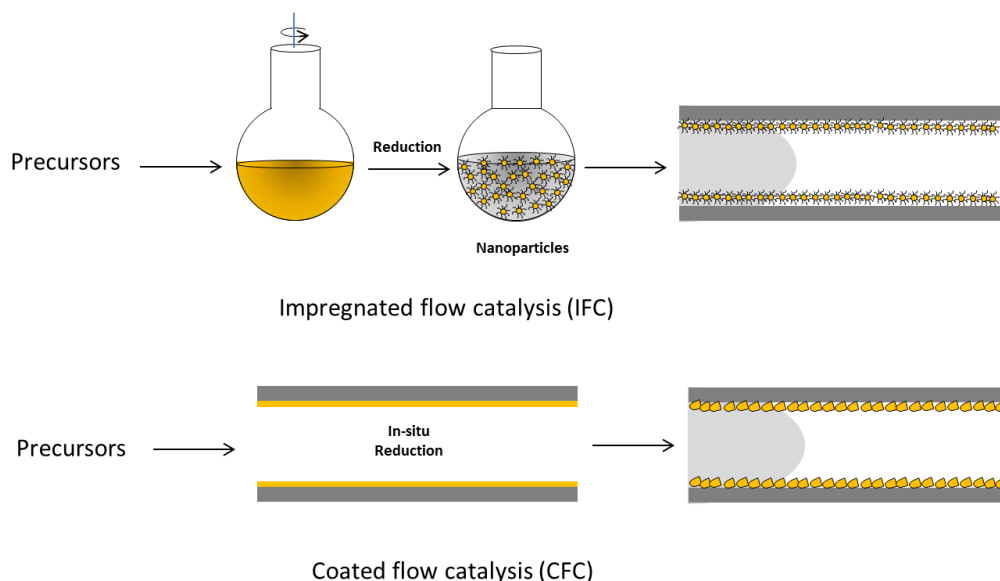 Precursors
Reduction
Nanoparticles
Impregnated flow catalysis (IFC)
Precursors
In-situ
Reduction
Coated flow catalysis (CFC)